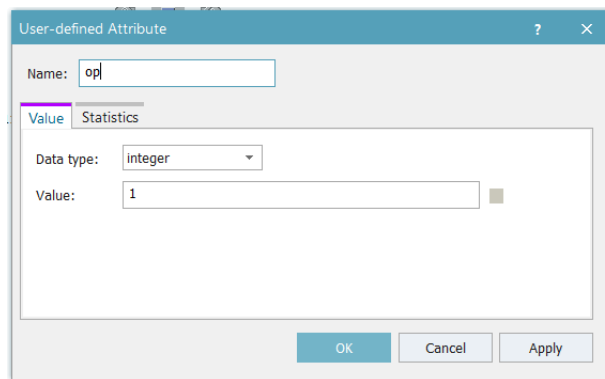 User-defined Attribute ? ×
Name: op
Value Statistics
Data type: integer
Value: 1
OK Cancel Apply